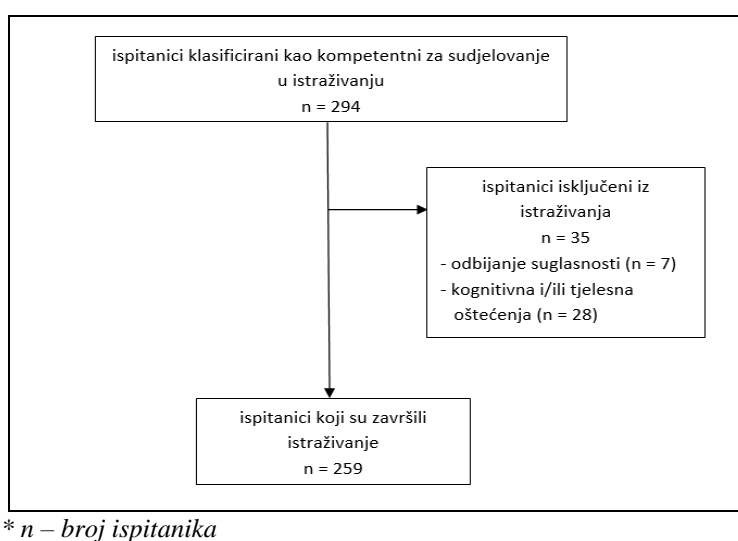 ispitanici klasificirani kao kompetentni za sudjelovanje
u istraživanju
n = 294
ispitanici isključeni iz
istraživanja
n = 35
- odbijanje suglasnosti (n = 7)
- kognitivna i/ili tjelesna
oštećenja (n = 28)
ispitanici koji su završili
istraživanje
n = 259
* n – broj ispitanika